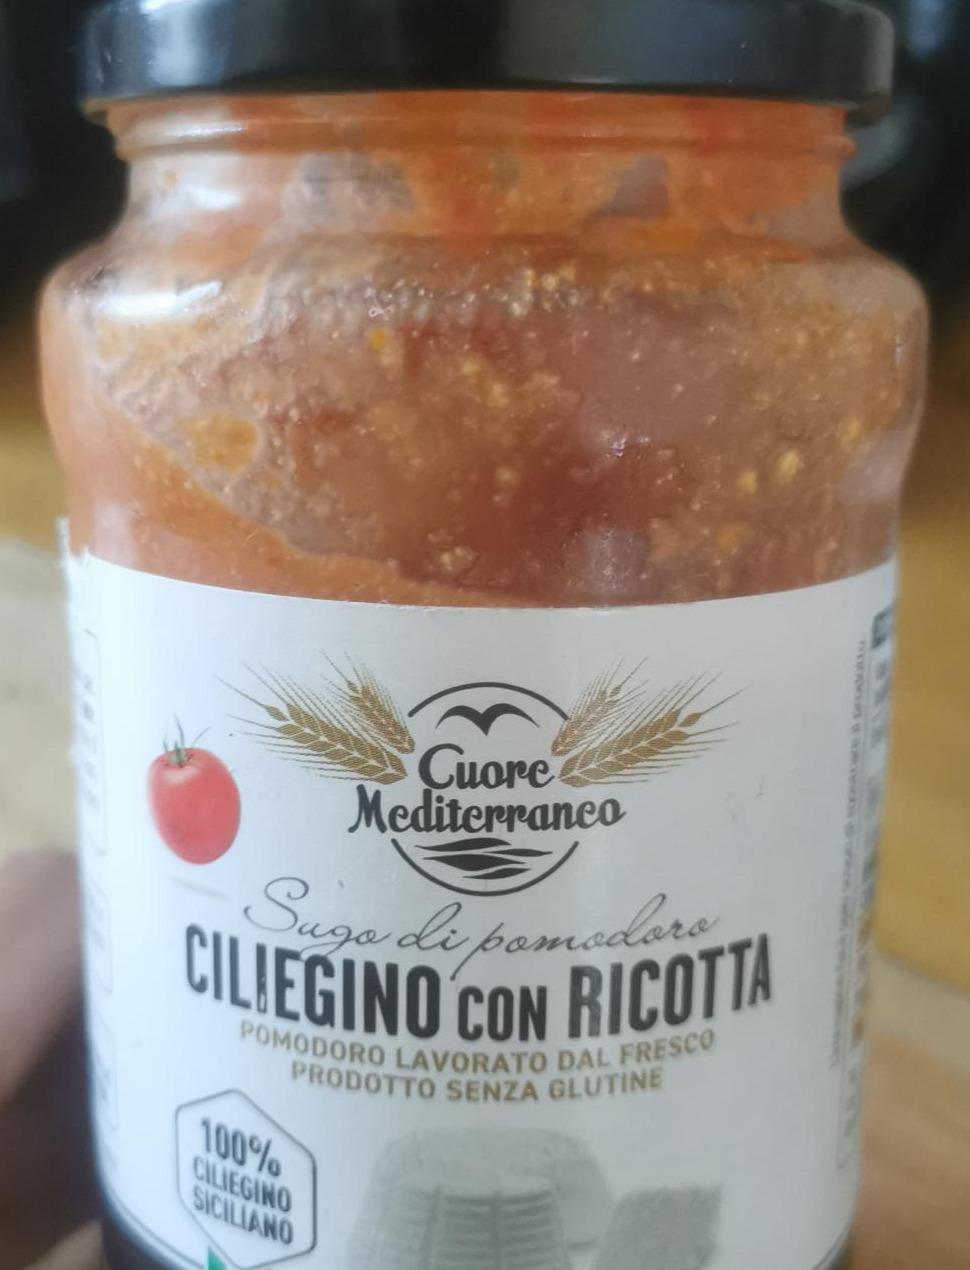 Cuore
Mediterraneo
Sugo di pomodoro
CILIEGINO CON RICOTTA
POMODORO LAVORATO DAL FRESCO
PRODOTTO SENZA GLUTINE
100%
CILIEGINO
SICILIANO